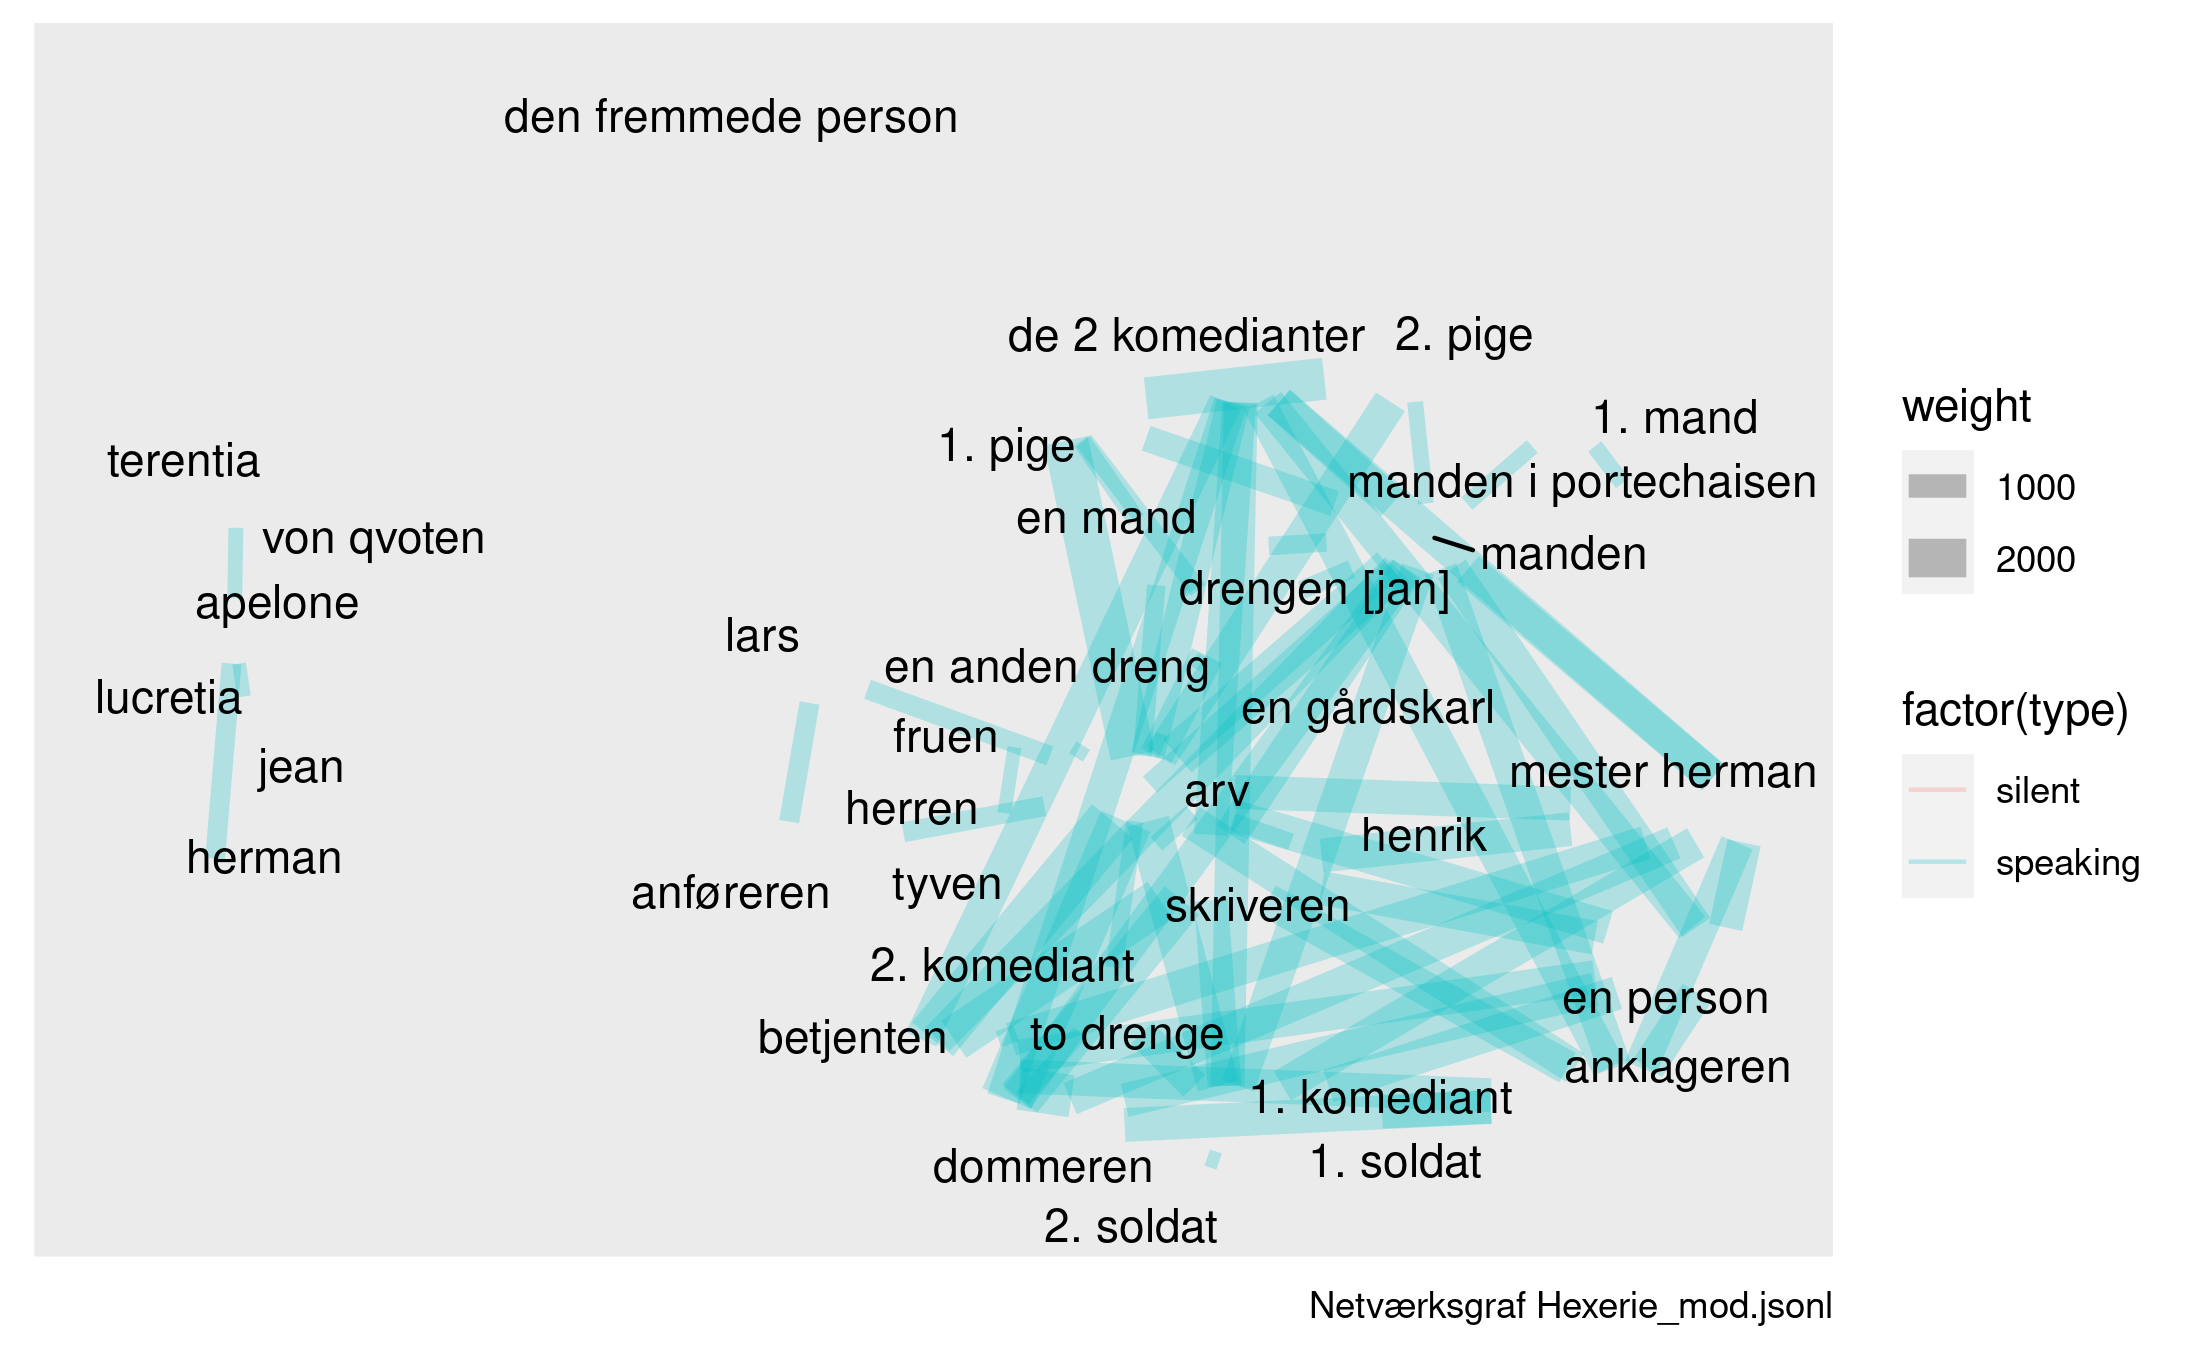 den fremmede person
de 2 komedianter
2. pige
1. mand
1. pige
terentia
manden i portechaisen
en mand
von qvoten
manden
drengen [jan]
apelone
lars
en anden dreng
lucretia
en gårdskarl
fruen
jean
mester herman
arv
herren
henrik
herman
tyven
anføreren
skriveren
2. komediant
en person
betjenten
to drenge
anklageren
1. komediant
dommeren
1. soldat
2. soldat
weight
1000
2000
factor(type)
silent
speaking
Netværksgraf Hexerie_mod.jsonl